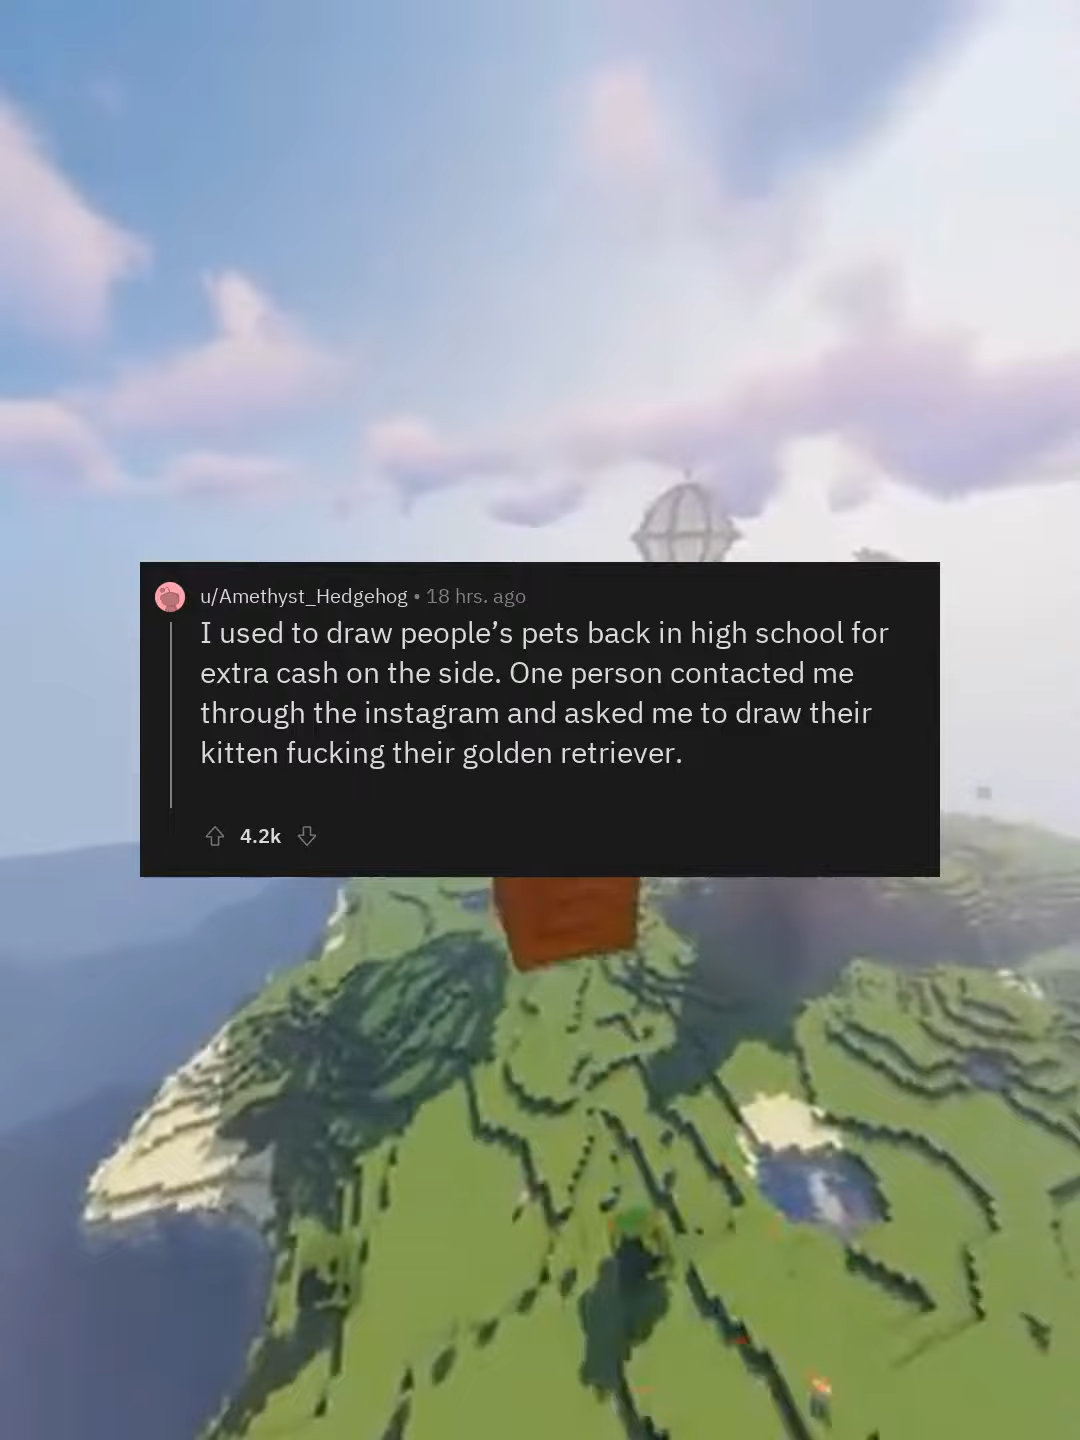 u/Amethyst_Hedgehog • 18 hrs. ago
I used to draw people’s pets back in high school for
extra cash on the side. One person contacted me
through the instagram and asked me to draw their
kitten fucking their golden retriever.
4.2k